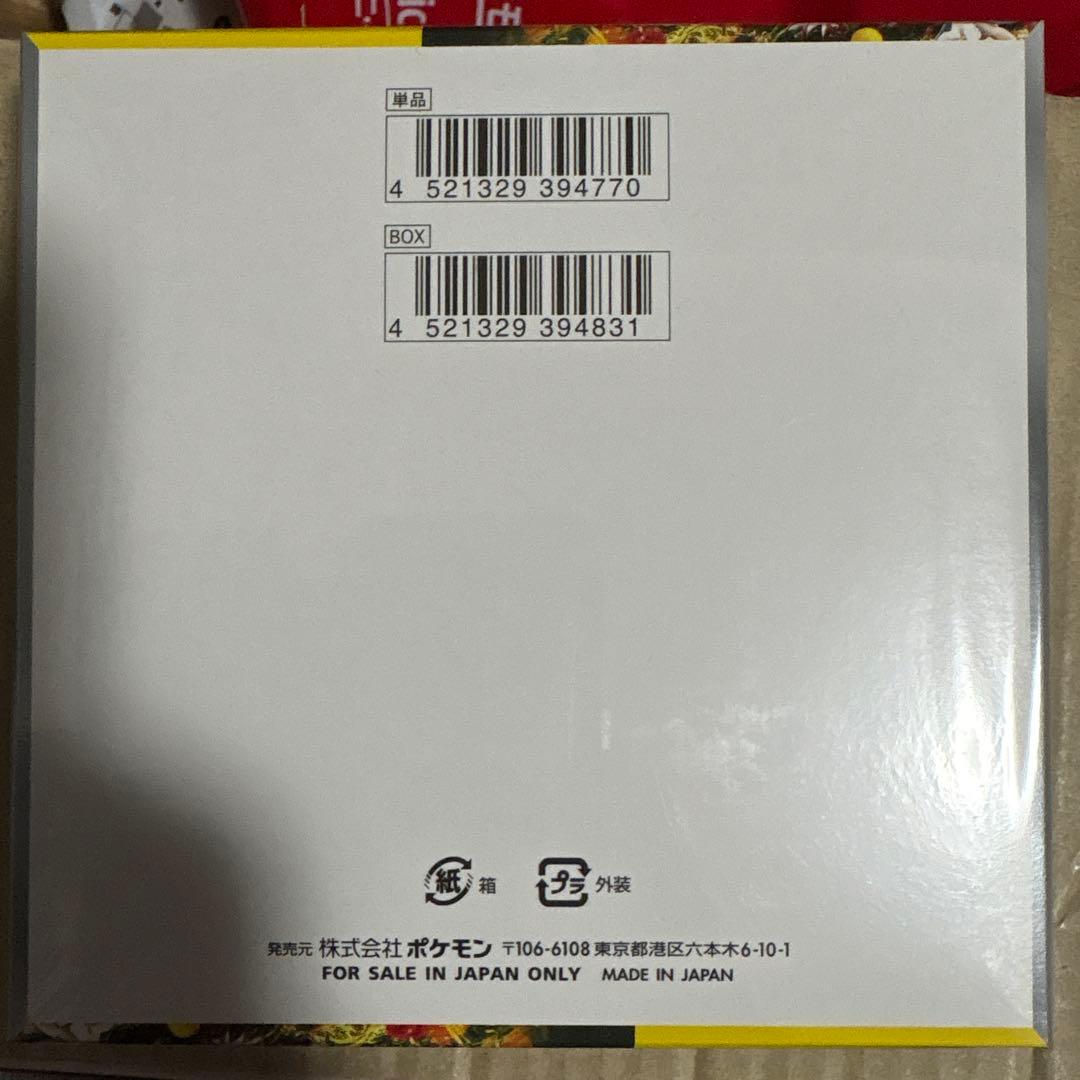 単品
4 521329 394770
BOX
4 521329 394831
紙 箱 プラ 外装
発売元 株式会社 ポケモン 〒106-6108 東京都港区六本木6-10-1
FOR SALE IN JAPAN ONLY MADE IN JAPAN